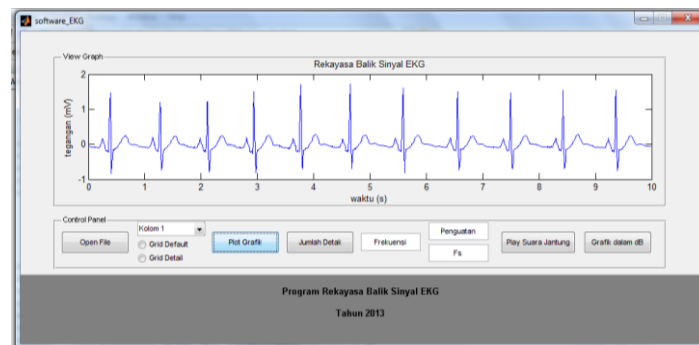 software_EKG
View Graph
Rekayasa Balik Sinyal EKG
tegangan (mV)
2
1
0
-1
0 1 2 3 4 5 6 7 8 9 10
waktu (s)
Control Panel
Open File
Kolom 1
Grid Default
Grid Detail
Plot Grafik
Jumlah Detak
Frekuensi
Penguatan
Fs
Play Suara Jantung
Grafik dalam dB
Program Rekayasa Balik Sinyal EKG
Tahun 2013